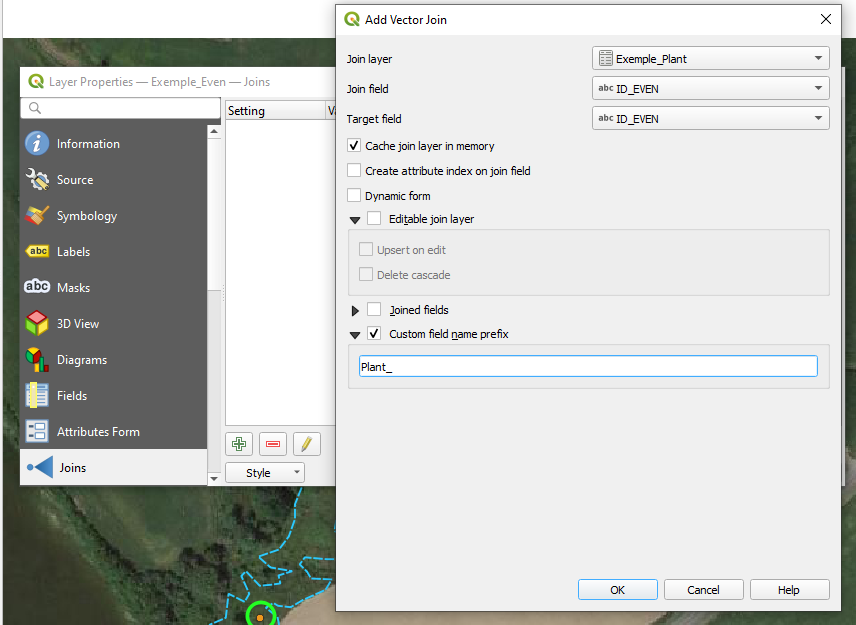 Add Vector Join
Join layer
Exemple_Plant
Join field
abc ID_EVEN
Target field
abc ID_EVEN
Cache join layer in memory
Create attribute index on join field
Dynamic form
Editable join layer
Upsert on edit
Delete cascade
Joined fields
Custom field name prefix
Plant_
OK
Cancel
Help
Layer Properties — Exemple_Even — Joins
Setting
Information
Source
Symbology
abc Labels
abc Masks
3D View
Diagrams
Fields
Attributes Form
Joins
Style